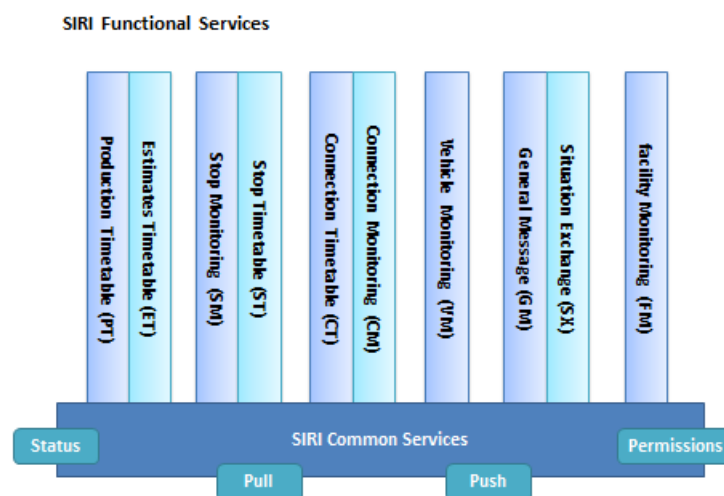 SIRI Functional Services
Production Timetable (PT)
Estimates Timetable (ET)
Stop Monitoring (SM)
Stop Timetable (ST)
Connection Timetable (CT)
Connection Monitoring (CM)
Vehicle Monitoring (VM)
General Message (GM)
Situation Exchange (SX)
facility Monitoring (FM)
SIRI Common Services
Status
Permissions
Pull
Push